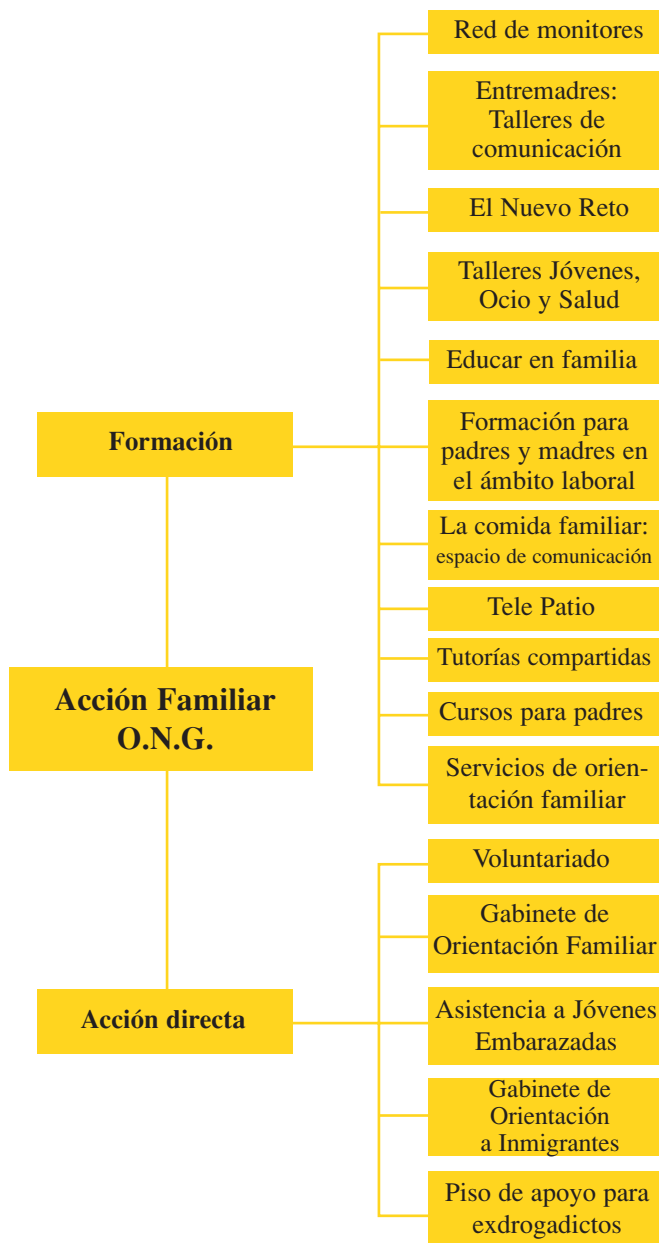 Red de monitores
Entremadres:
Talleres de
comunicación
El Nuevo Reto
Talleres Jóvenes,
Ocio y Salud
Educar en familia
Formación
Formación para
padres y madres en
el ámbito laboral
La comida familiar:
espacio de comunicación
Tele Patio
Tutorías compartidas
Acción Familiar
O.N.G.
Cursos para padres
Servicios de orien-
tación familiar
Voluntariado
Gabinete de
Orientación Familiar
Acción directa
Asistencia a Jóvenes
Embarazadas
Gabinete de
Orientación
a Inmigrantes
Piso de apoyo para
exdrogadictos